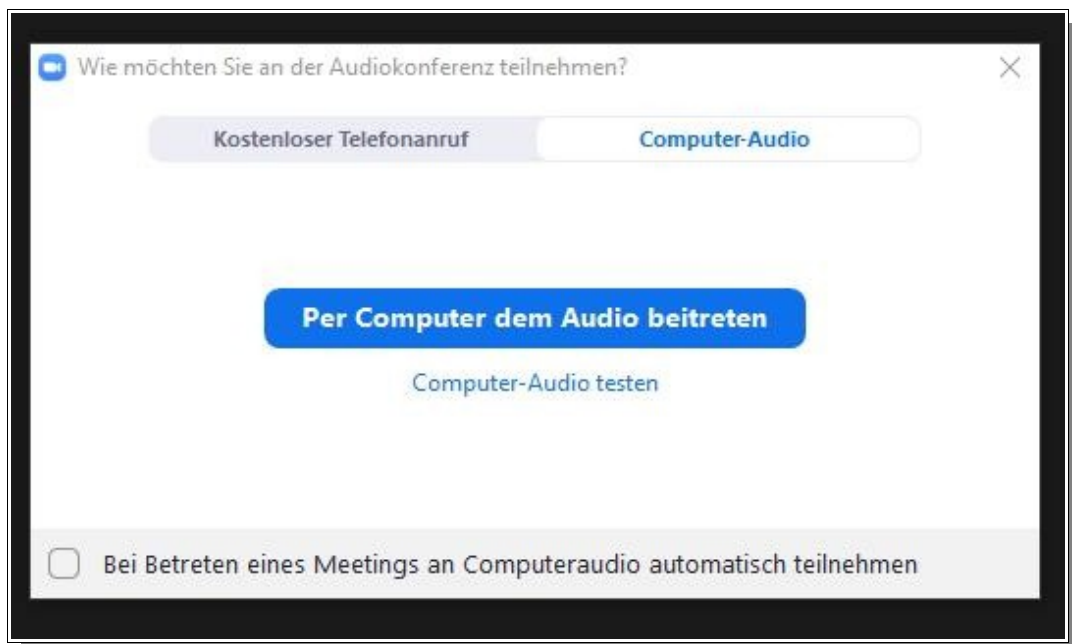 Wie möchten Sie an der Audiokonferenz teilnehmen?
Kostenloser Telefonanruf
Computer-Audio
Per Computer dem Audio beitreten
Computer-Audio testen
Bei Betreten eines Meetings an Computeraudio automatisch teilnehmen